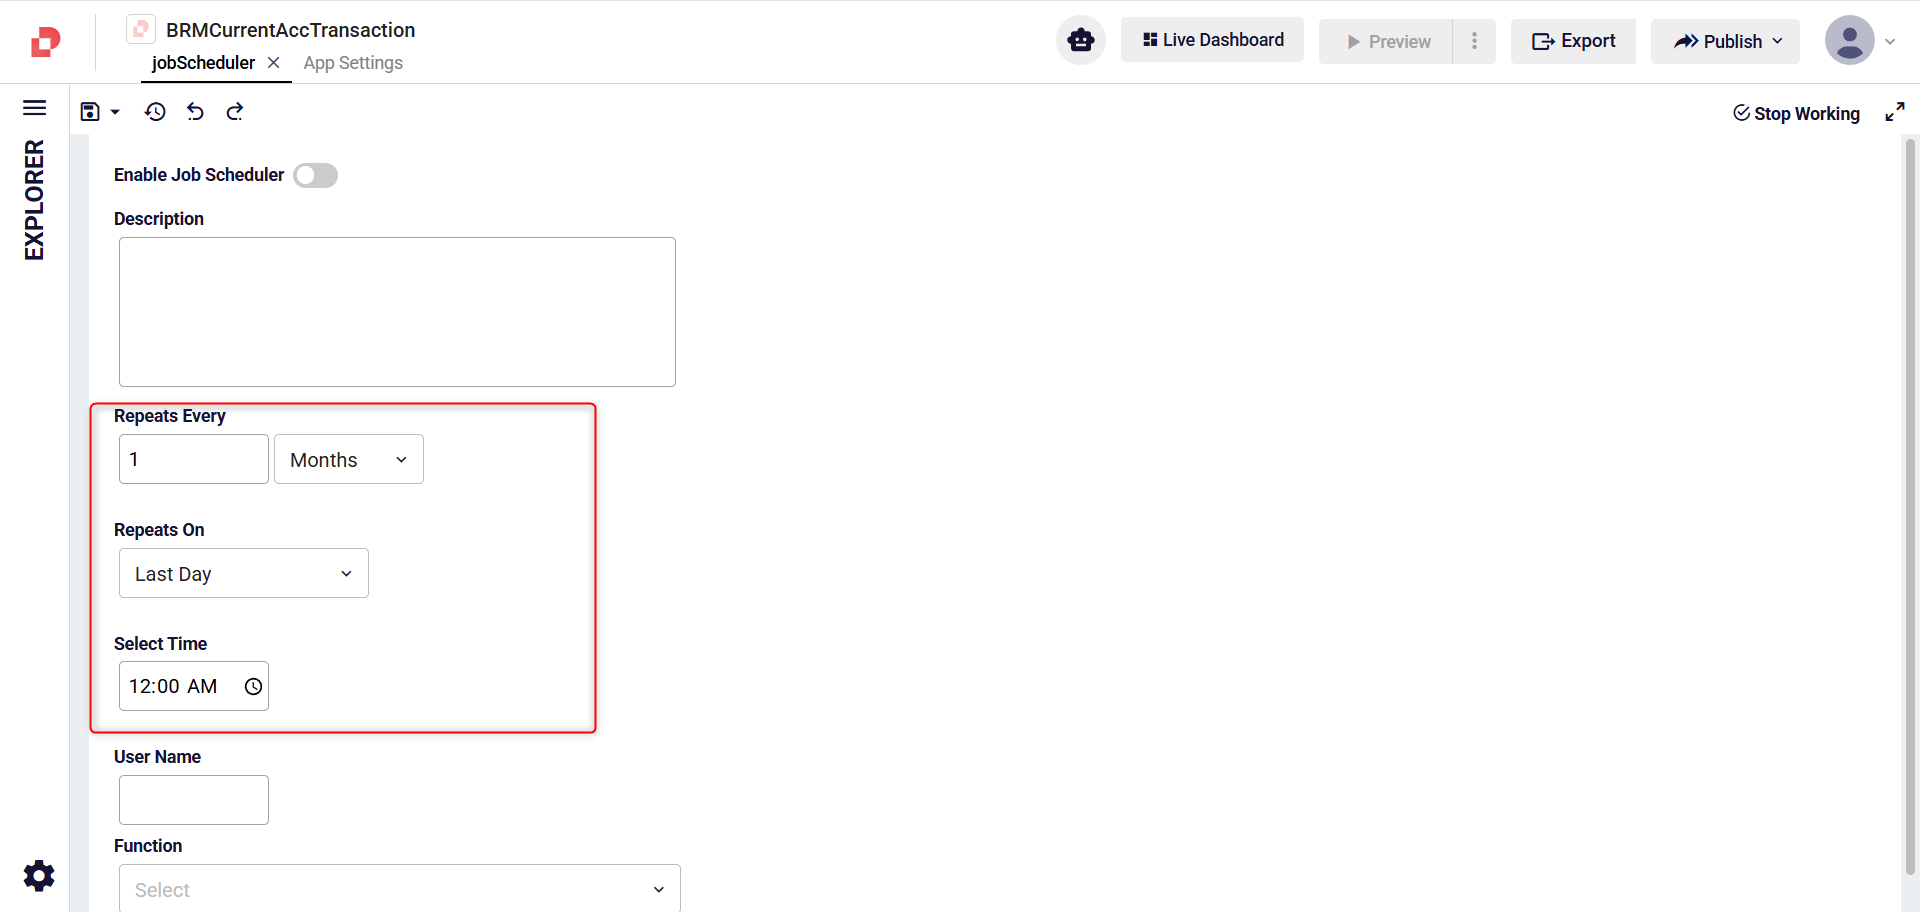 BRMCurrentAccTransaction
jobScheduler App Settings
Live Dashboard Preview Export Publish
EXPLORER
Stop Working
Enable Job Scheduler
Description
Repeats Every
1 Months
Repeats On
Last Day
Select Time
12:00 AM
User Name
Function
Select